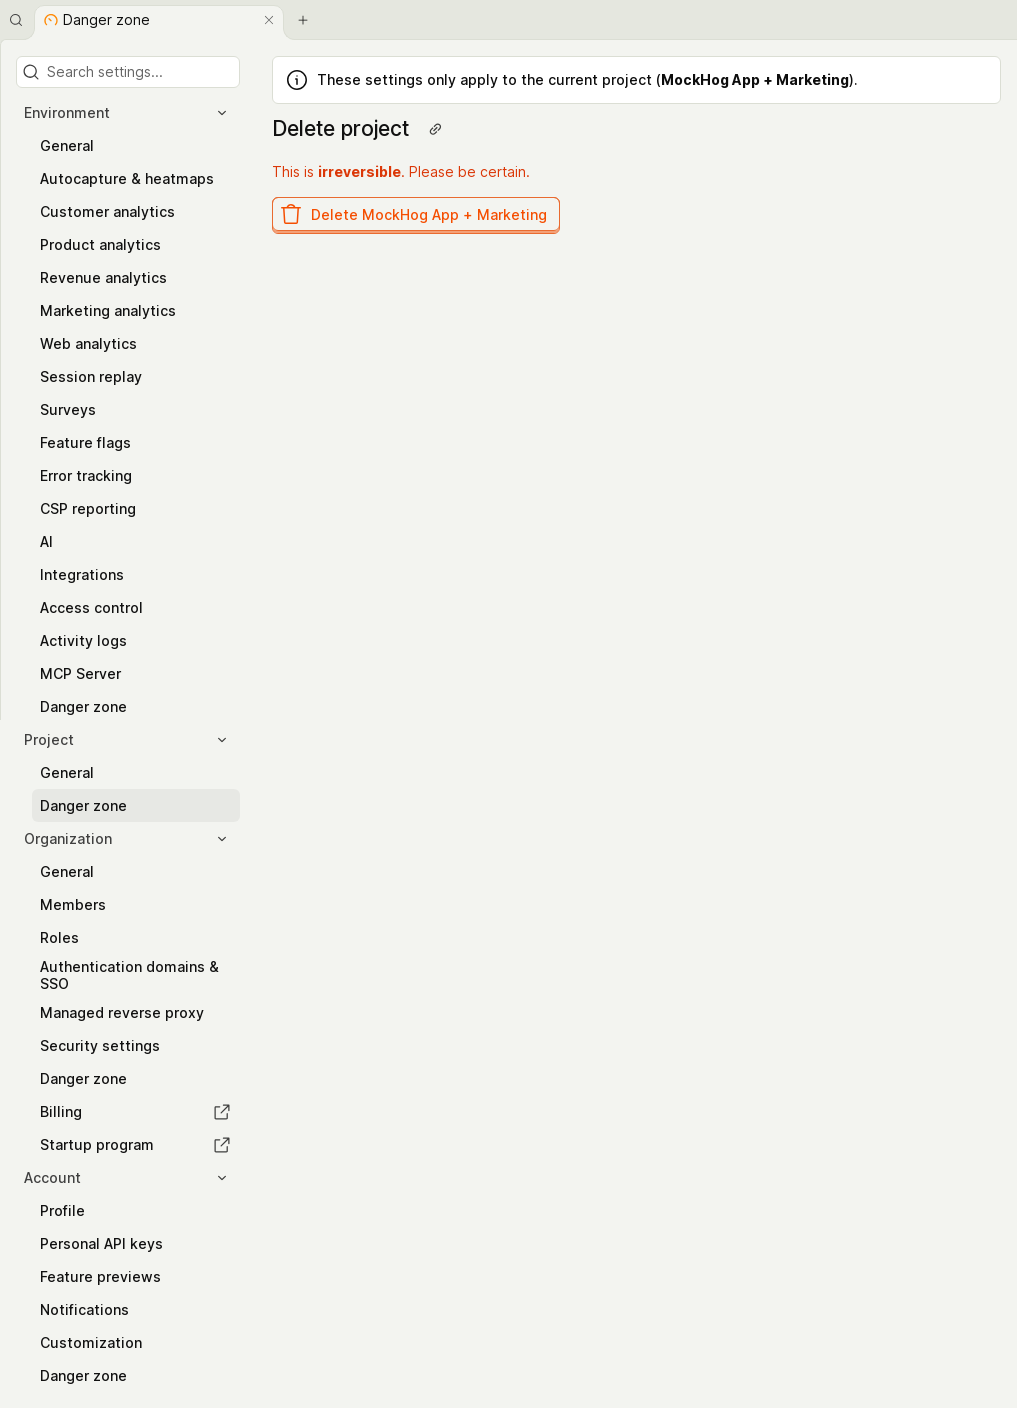 Danger zone
Search settings...
Environment
General
Autocapture & heatmaps
Customer analytics
Product analytics
Revenue analytics
Marketing analytics
Web analytics
Session replay
Surveys
Feature flags
Error tracking
CSP reporting
AI
Integrations
Access control
Activity logs
MCP Server
Danger zone
Project
General
Danger zone
Organization
General
Members
Roles
Authentication domains &
SSO
Managed reverse proxy
Security settings
Danger zone
Billing
Startup program
Account
Profile
Personal API keys
Feature previews
Notifications
Customization
Danger zone
These settings only apply to the current project (MockHog App + Marketing).
Delete project
This is irreversible. Please be certain.
Delete MockHog App + Marketing